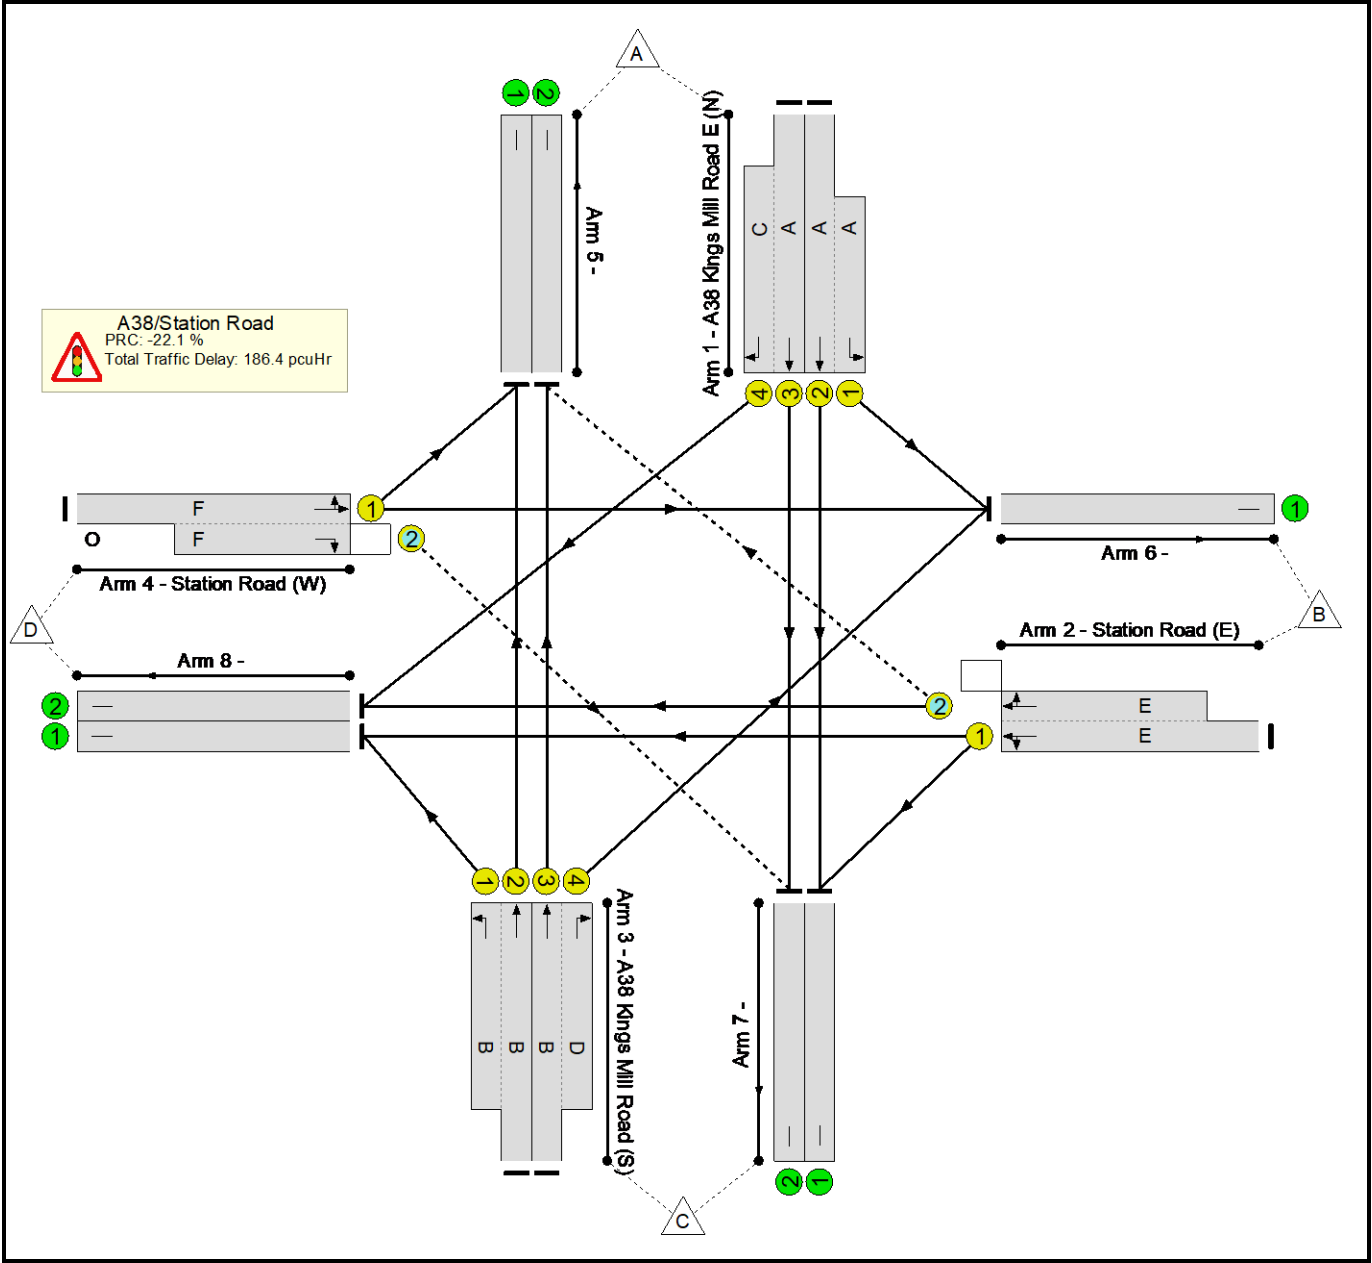 A
1 2
Arm 5 -
Arm 1 - A38 Kings Mill Road E (N)
C A A A
4 3 2 1
A38/Station Road
PRC: -22.1 %
Total Traffic Delay: 186.4 pcuHr
F
1
F
2
O
Arm 4 - Station Road (W)
D
1
Arm 6 -
B
Arm 2 - Station Road (E)
Arm 8 -
2
1
2
E
1
E
1 2 3 4
B B B D
Arm 3 - A38 Kings Mill Road (S)
Arm 7 -
2 1
C